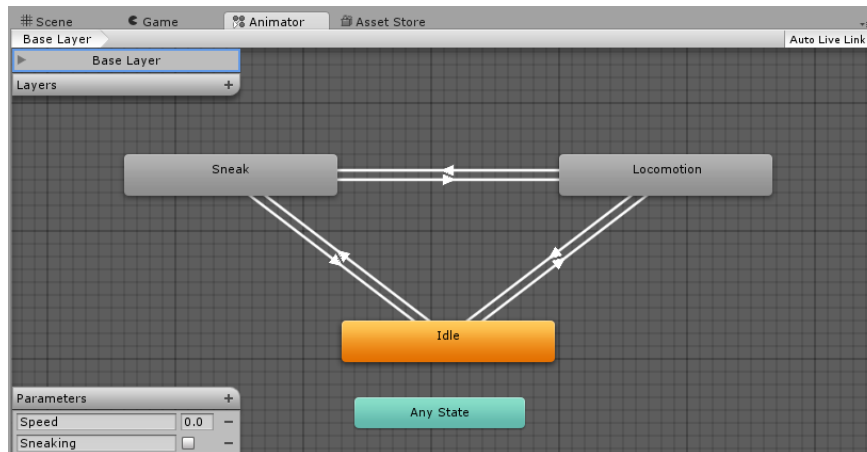 Scene Game Animator Asset Store
Base Layer Auto Live Link
Base Layer
Layers +
Sneak Locomotion
Idle
Parameters +
Any State
Speed 0.0 −
Sneaking −